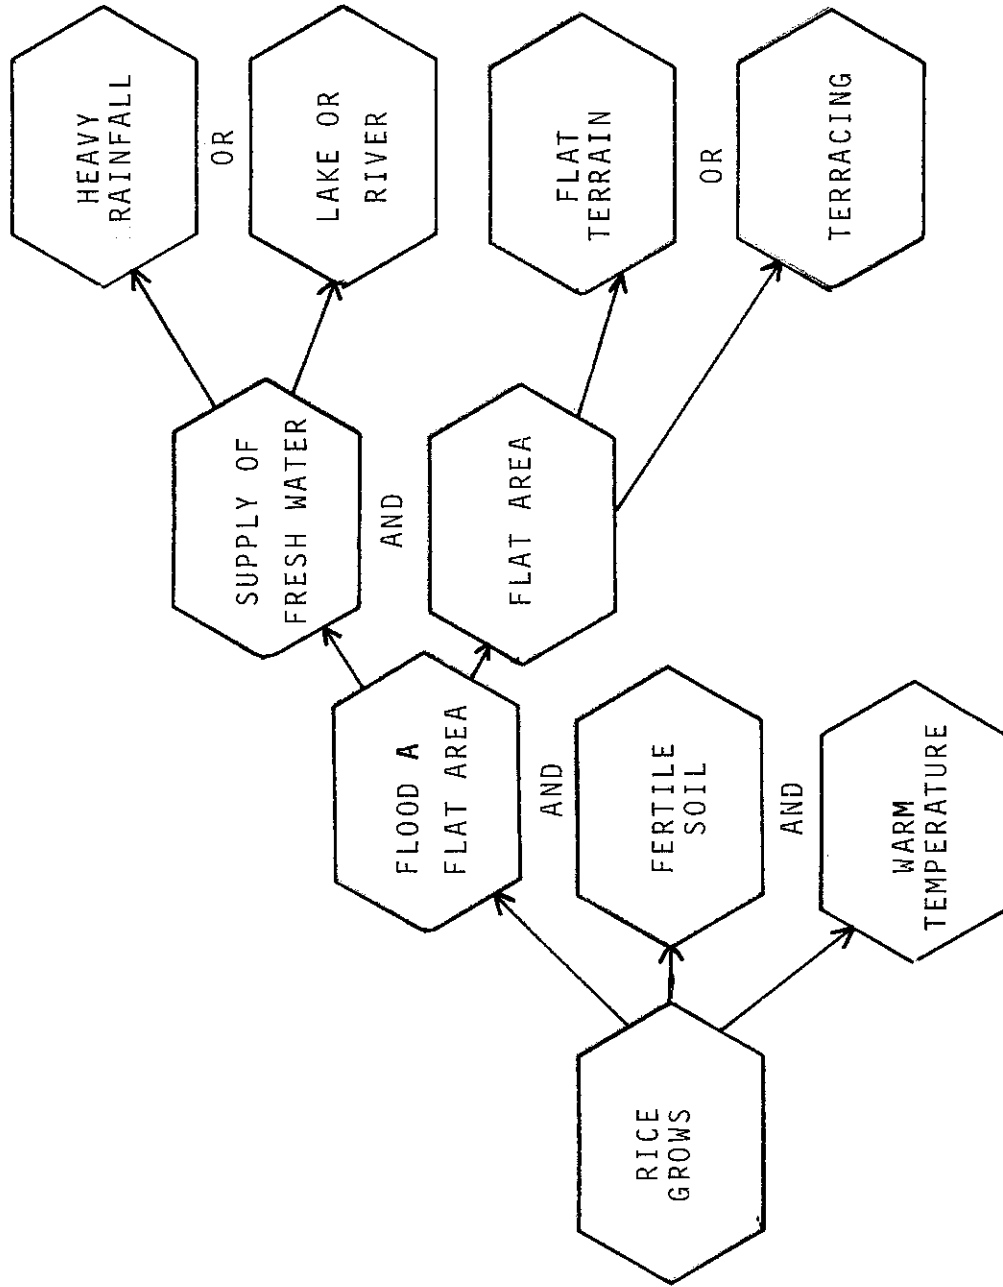 HEAVY
RAINFALL
OR
LAKE OR
RIVER
FLAT
TERRAIN
OR
TERRACING
SUPPLY OF
FRESH WATER
AND
FLAT AREA
FLOOD A
FLAT AREA
AND
FERTILE
SOIL
AND
WARM
TEMPERATURE
RICE
GROWS